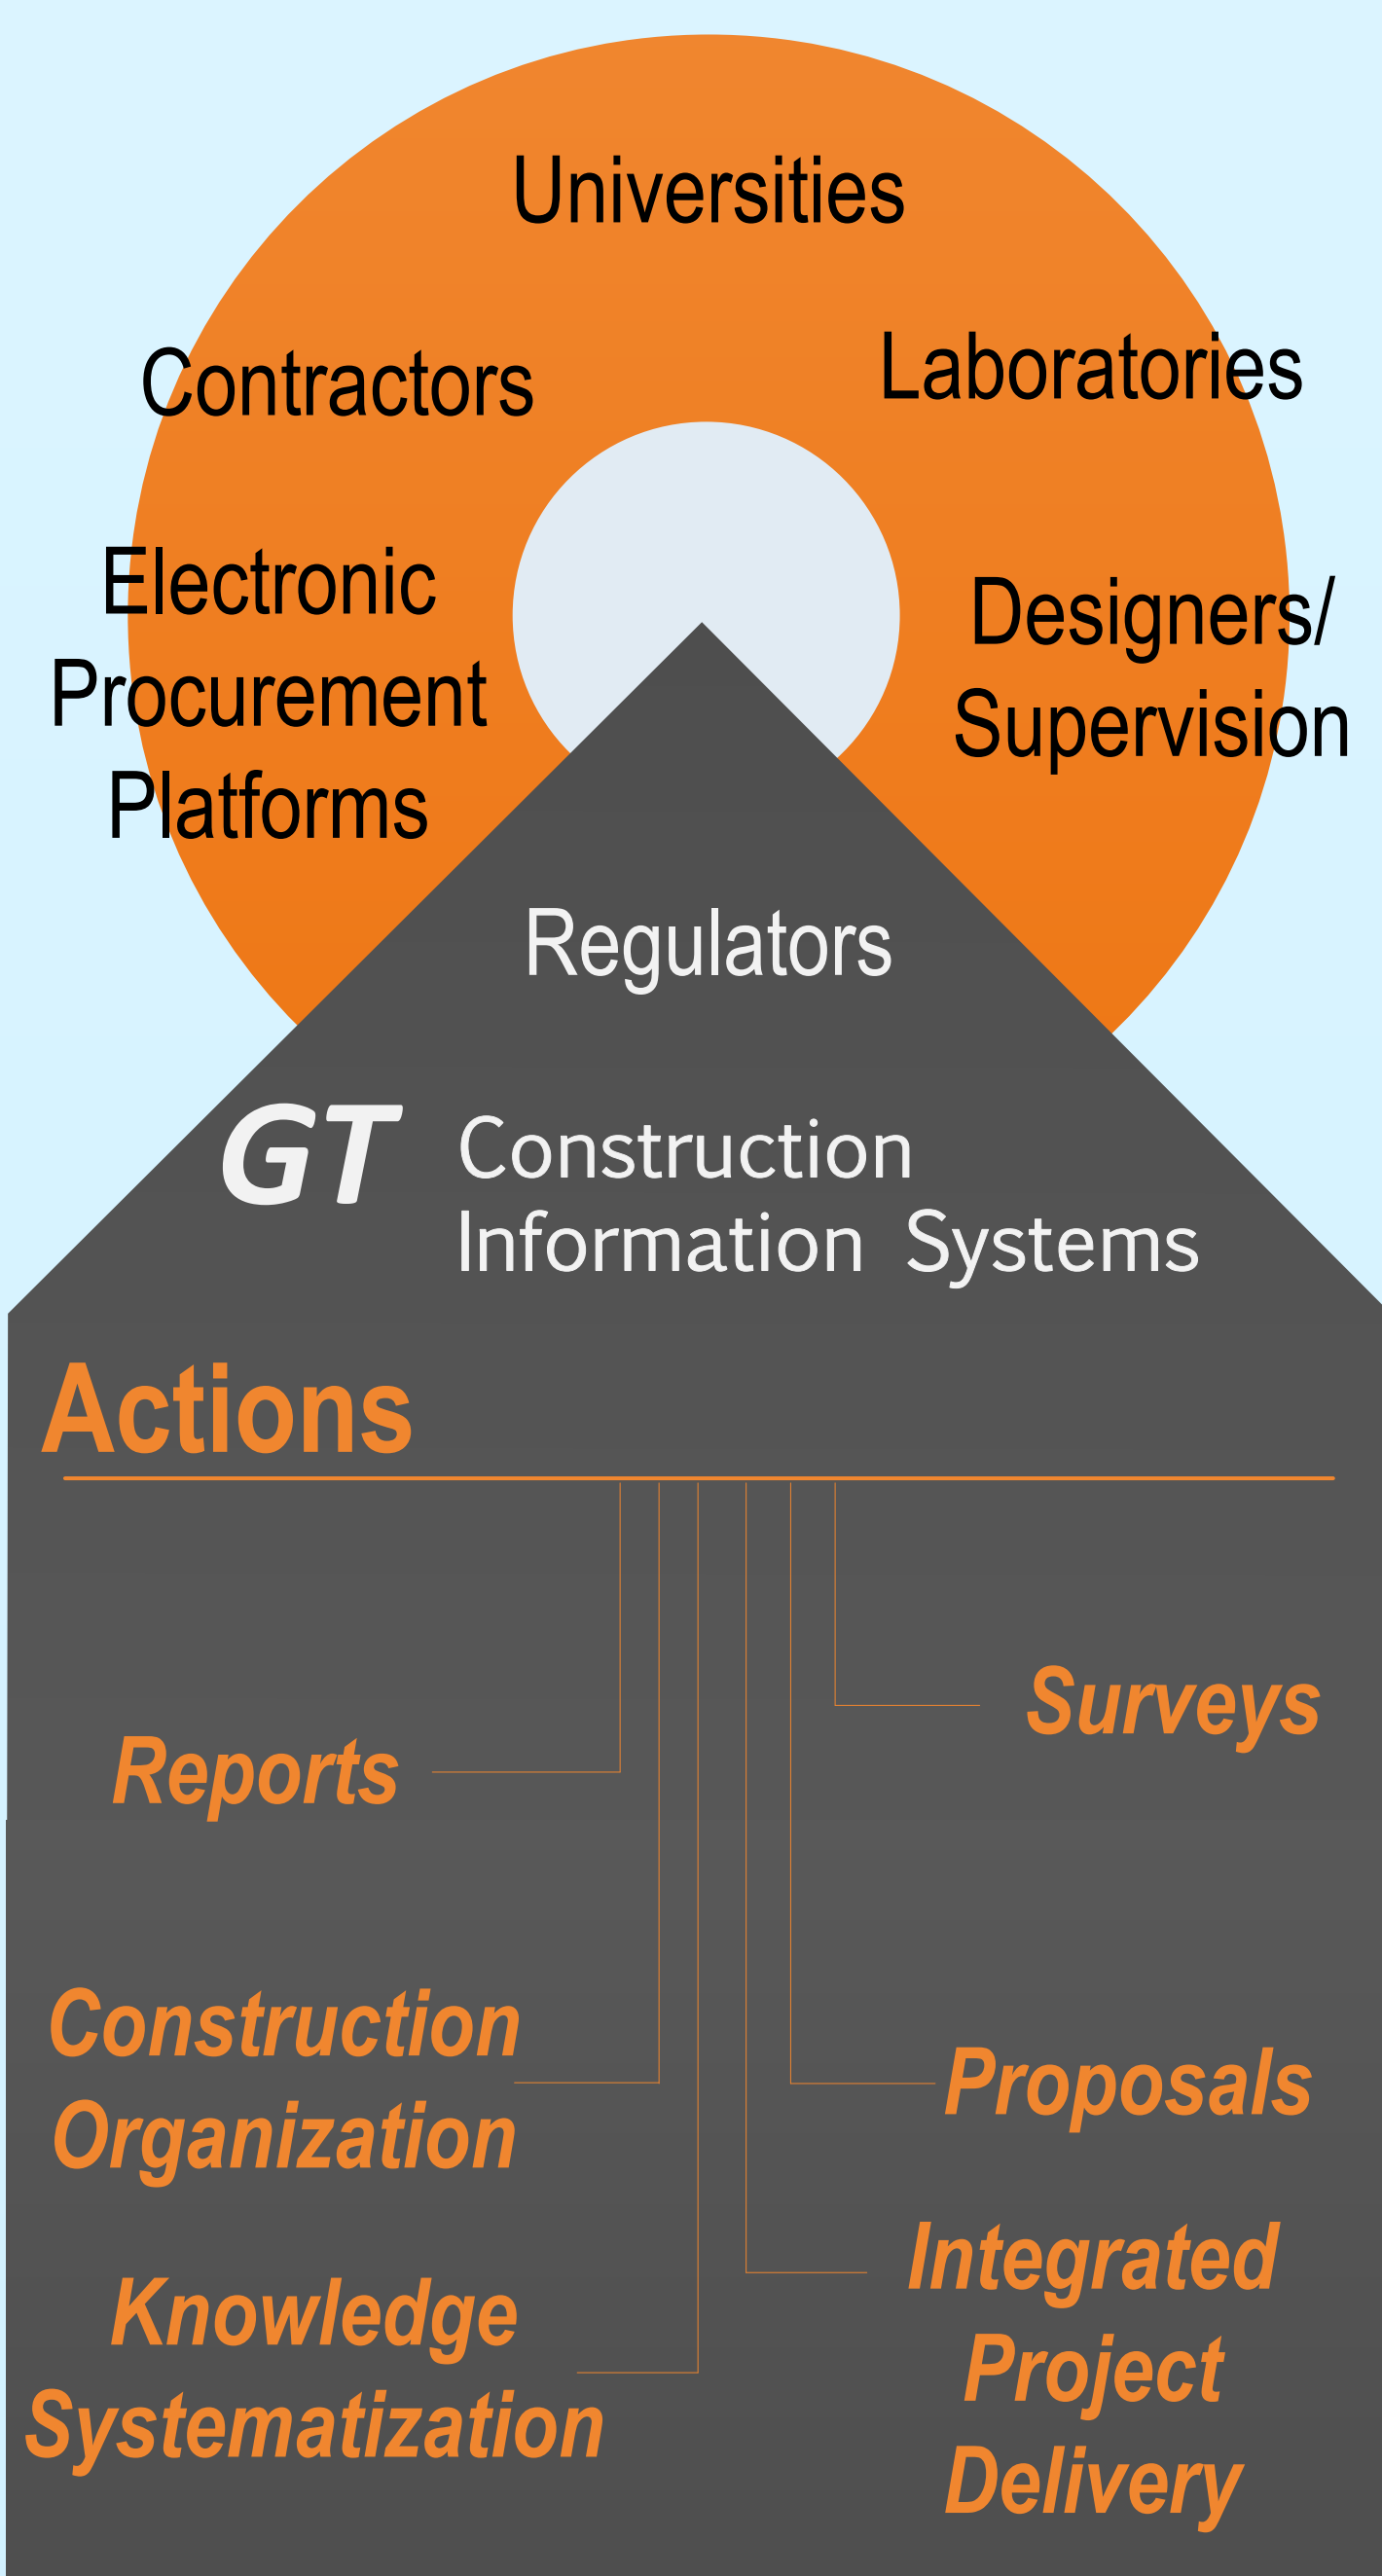 Universities
Contractors
Laboratories
Electronic
Procurement
Platforms
Designers/
Supervision
Regulators
GT
Construction
Information Systems
Actions
Surveys
Reports
Construction
Organization
Proposals
Knowledge
Systematization
Integrated
Project
Delivery